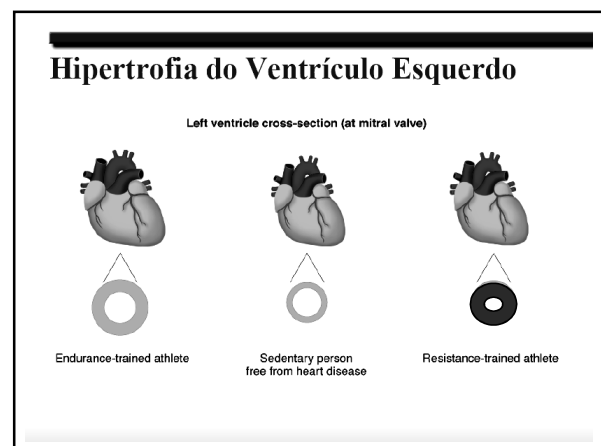 Hipertrofia do Ventrículo Esquerdo
Left ventricle cross-section (at mitral valve)
Endurance-trained athlete
Sedentary person
free from heart disease
Resistance-trained athlete